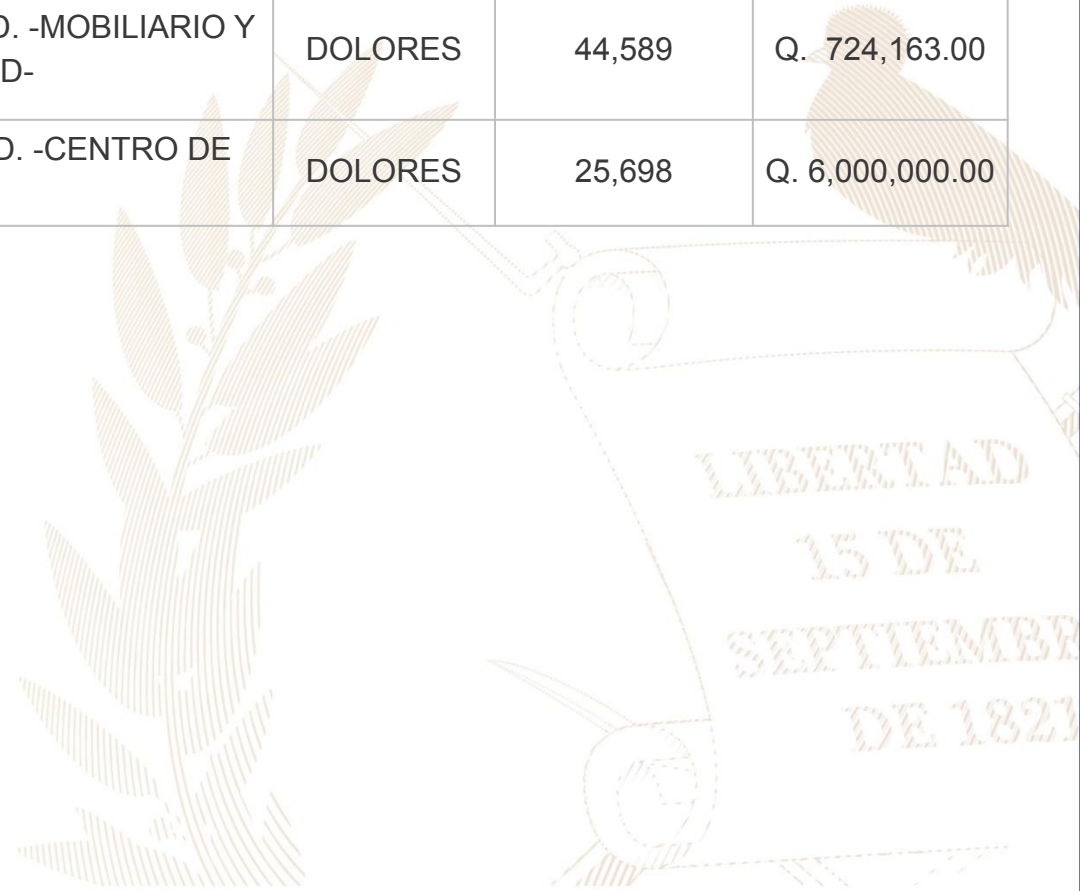 D. -MOBILIARIO Y
D-
DOLORES
44,589
Q. 724,163.00
D. -CENTRO DE
DOLORES
25,698
Q. 6,000,000.00
LIBERTAD
15 DE
SEPTIEMBR
DE 1821